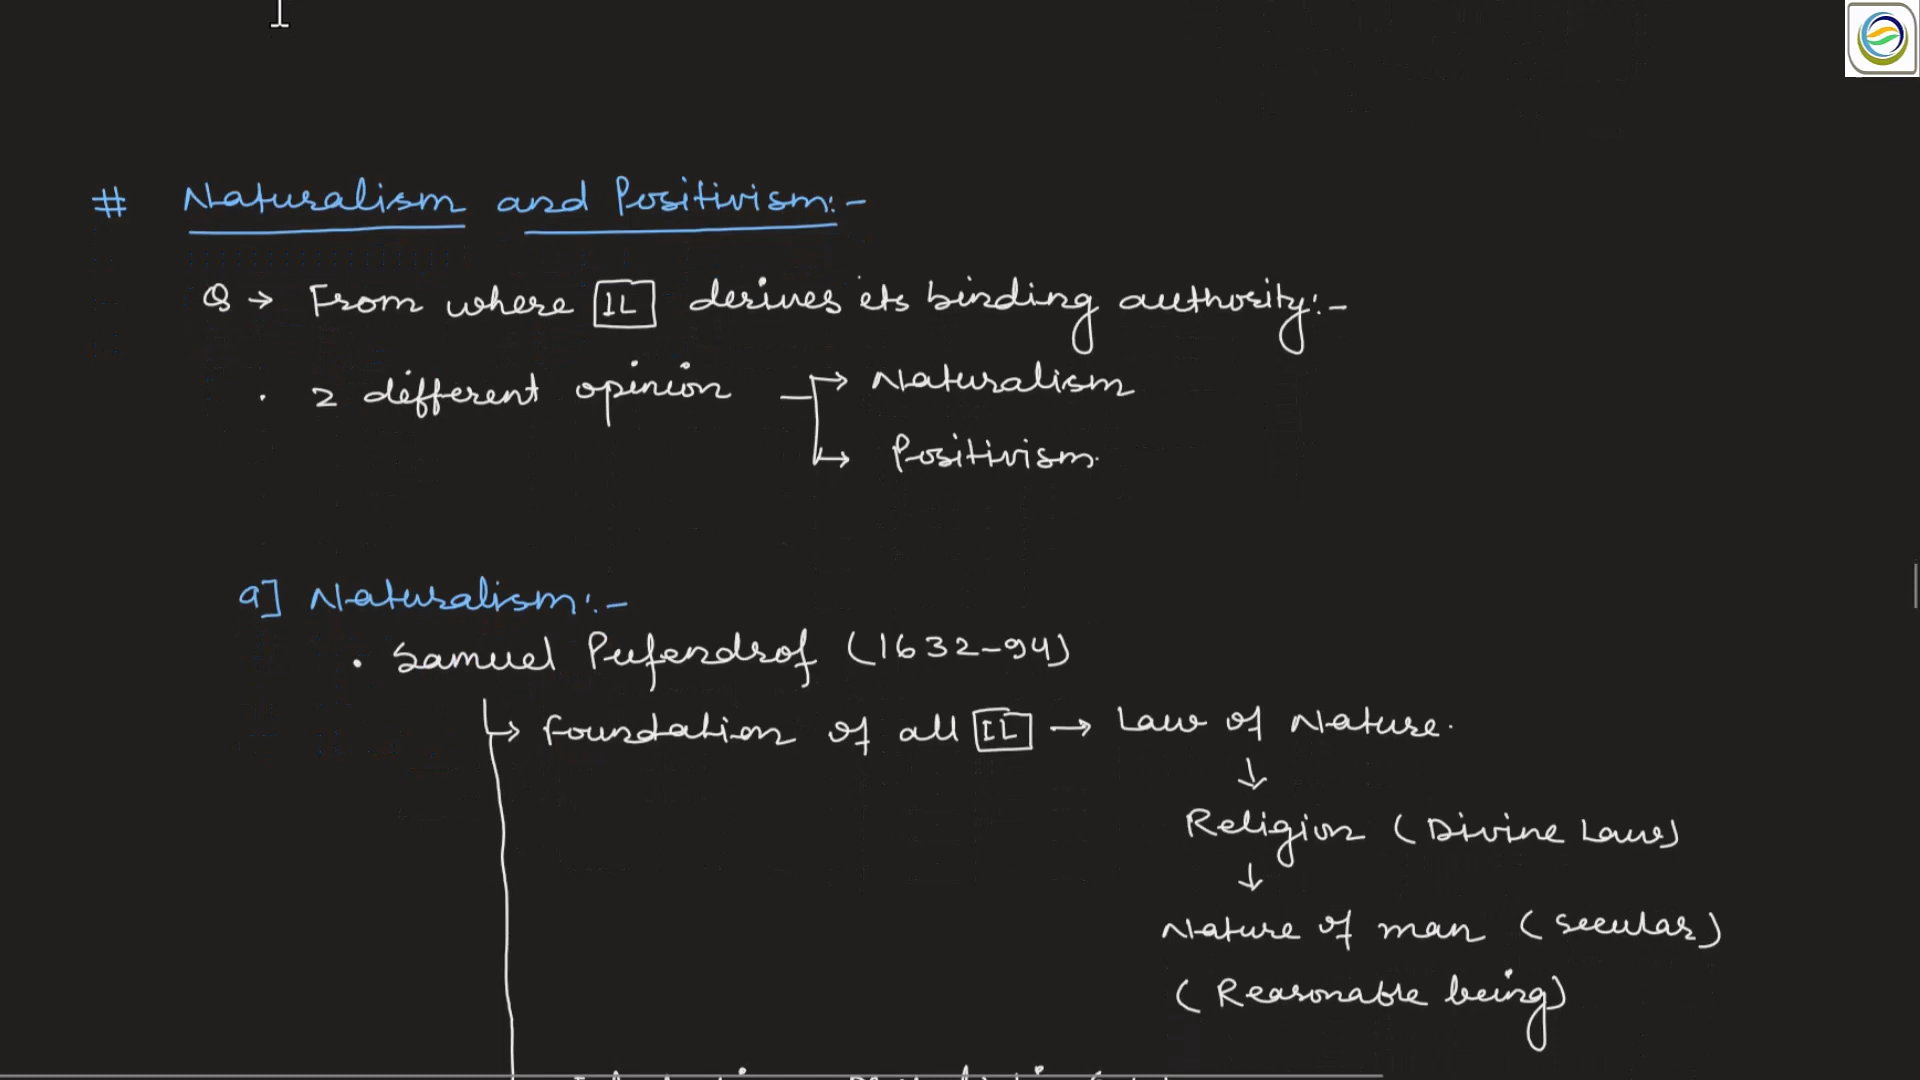 # Naturalism and Positivism:-
Q → From where IL derives its binding authority:-
· 2 different opinion → Naturalism
→ Positivism.
a] Naturalism:-
· Samuel Pufendrof (1632-94)
→ foundation of all IL → Law of Nature.
↓
Religion (Divine Law)
↓
Nature of man (secular)
(Reasonable being)